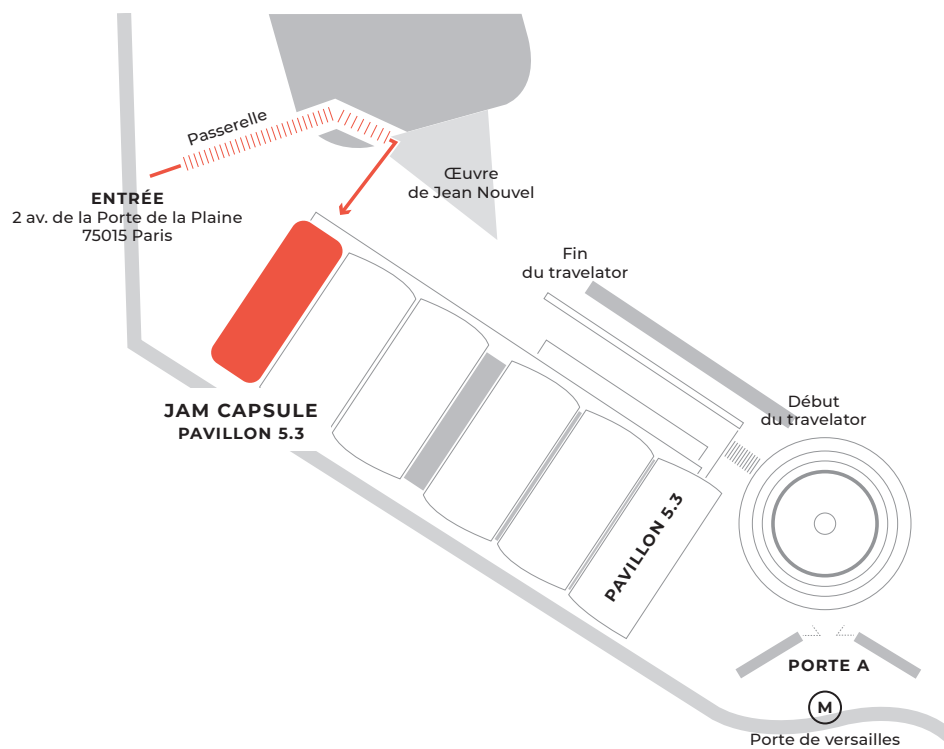 Passerelle
ENTRÉE
2 av. de la Porte de la Plaine
75015 Paris
Œuvre
de Jean Nouvel
Fin
du travelator
Début
du travelator
JAM CAPSULE
PAVILLON 5.3
PAVILLON 5.3
PORTE A
M
Porte de versailles